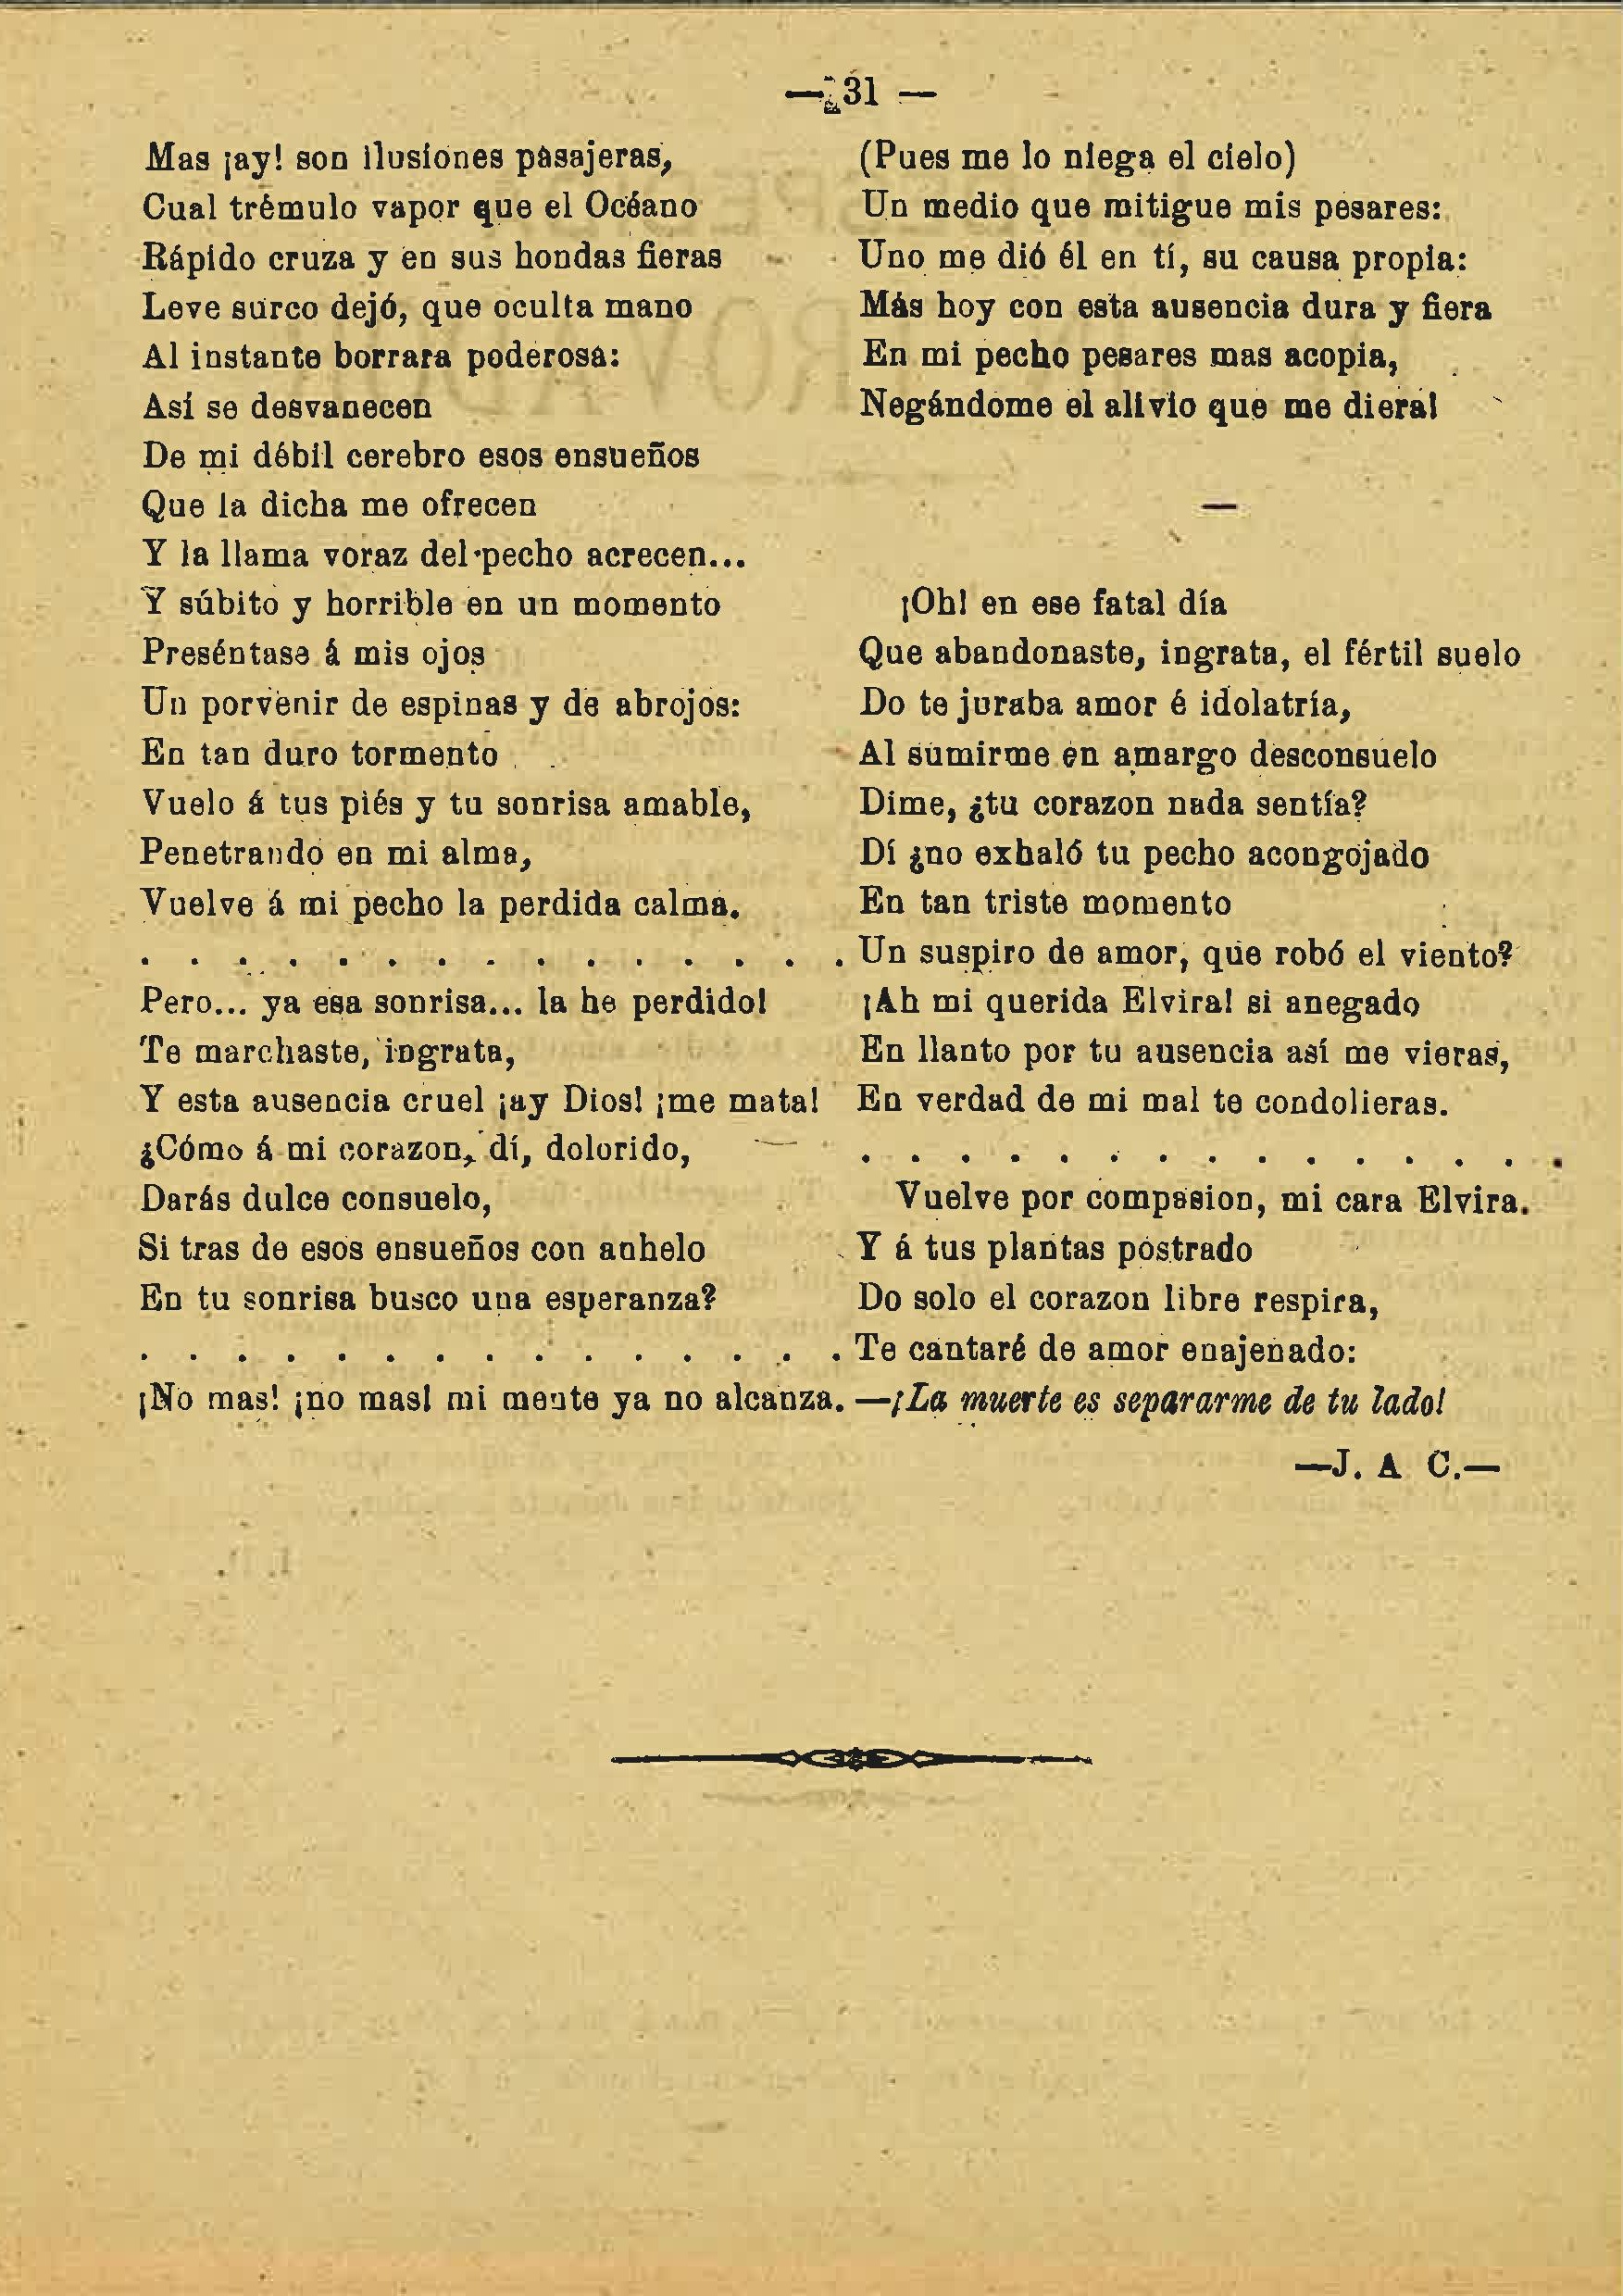 — 31 —
Mas ¡ay! son ilusiones pasajeras,
Cual trémulo vapor que el Océano
Rápido cruza y en sus hondas fieras
Leve surco dejó, que oculta mano
Al instante borrara poderosa:
Así se desvanecen
De mi débil cerebro esos ensueños
Que la dicha me ofrecen
Y la llama voraz del pecho acrecen...
Y súbito y horrible en un momento
Preséntase á mis ojos
Un porvenir de espinas y de abrojos:
En tan duro tormento
Vuelo á tus piés y tu sonrisa amable,
Penetrando en mi alma,
Vuelve á mi pecho la perdida calma.
. . . . . . . . . . . . . . .
Pero... ya esa sonrisa... la he perdido!
Te marchaste, ingrata,
Y esta ausencia cruel ¡ay Dios! ¡me mata!
¿Cómo á mi corazon, dí, dolorido,
Darás dulce consuelo,
Si tras de esos ensueños con anhelo
En tu sonrisa busco una esperanza?
. . . . . . . . . . . . . . .
¡No mas! ¡no mas! mi mente ya no alcanza.
(Pues me lo niega el cielo)
Un medio que mitigue mis pesares:
Uno me dió él en tí, su causa propia:
Más hoy con esta ausencia dura y fiera
En mi pecho pesares mas acopia,
Negándome el alivio que me diera!
—
¡Oh! en ese fatal día
Que abandonaste, ingrata, el fértil suelo
Do te juraba amor é idolatría,
Al sumirme en amargo desconsuelo
Dime, ¿tu corazon nada sentía?
Dí ¿no exhaló tu pecho acongojado
En tan triste momento
Un suspiro de amor, que robó el viento?
¡Ah mi querida Elvira! si anegado
En llanto por tu ausencia así me vieras,
En verdad de mi mal te condolieras.
. . . . . . . . . . . . . . .
Vuelve por compasion, mi cara Elvira.
Y á tus plantas postrado
Do solo el corazon libre respira,
Te cantaré de amor enajenado:
—¡La muerte es separarme de tu lado!
—J. A C.—